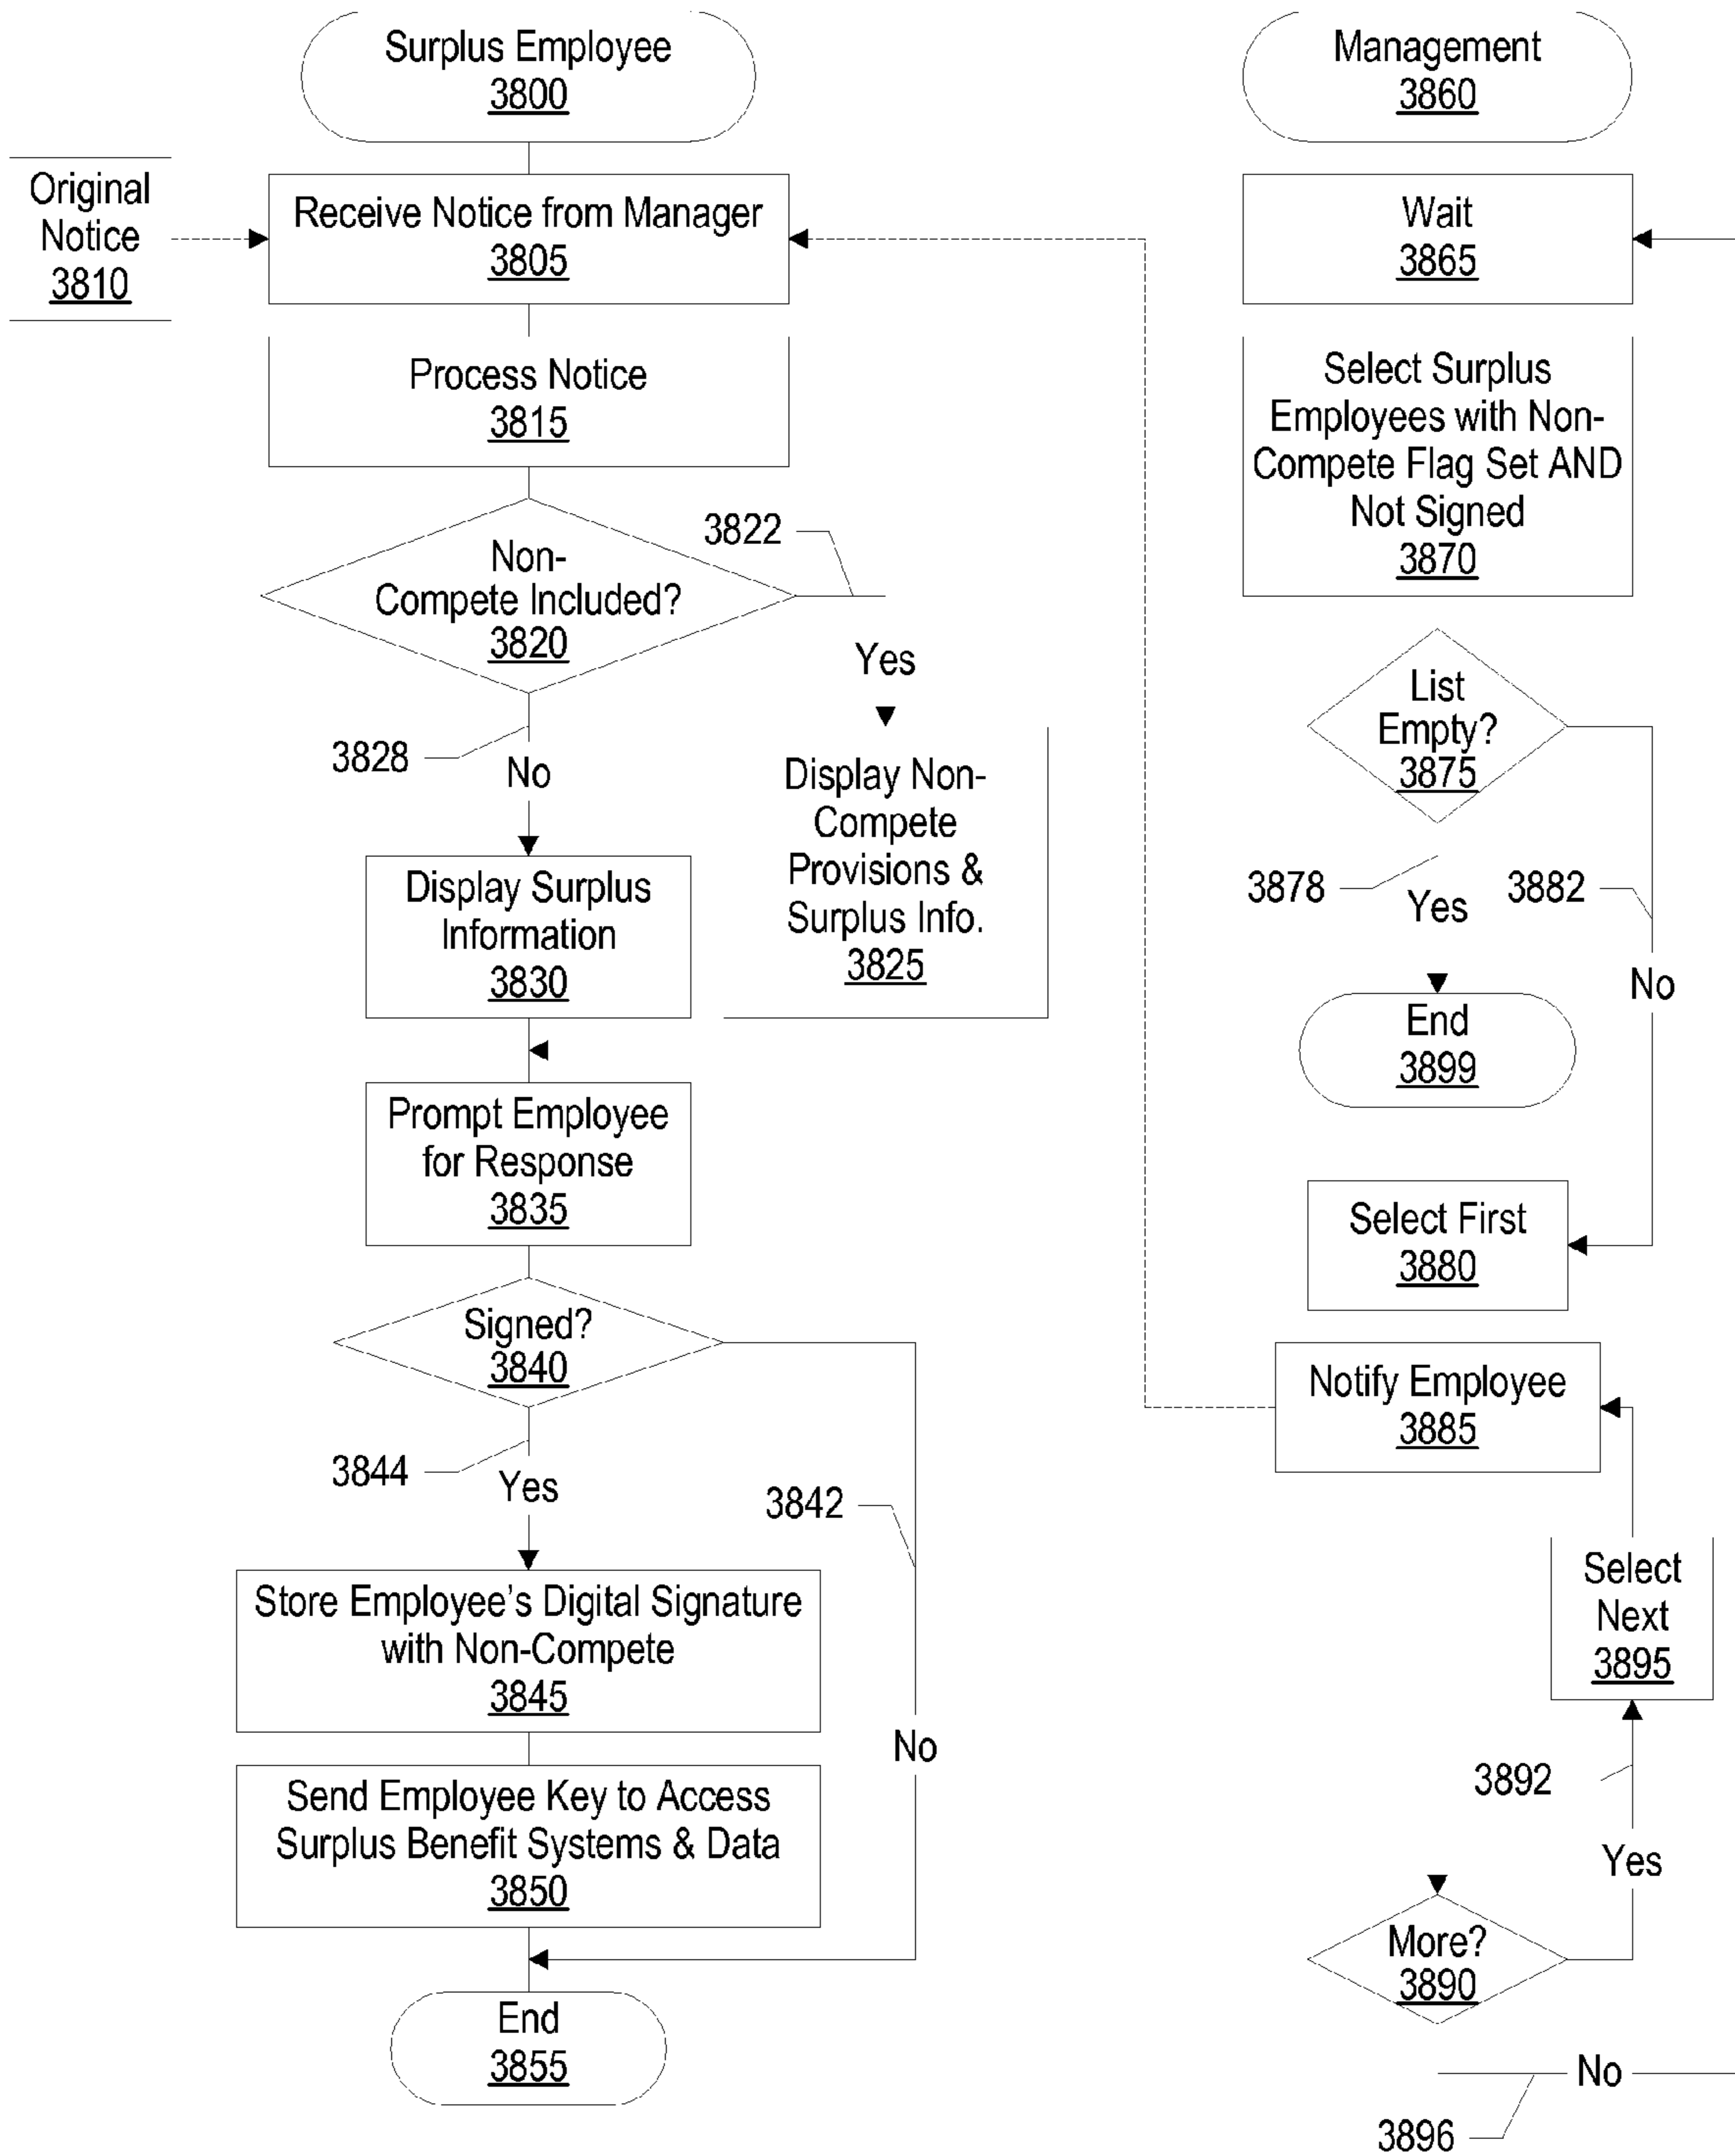 Surplus Employee
3800
Original
Notice
3810
Receive Notice from Manager
3805
Process Notice
3815
Non-
Compete Included?
3820
3822
Yes
3828
No
Display Non-
Compete
Provisions &
Surplus Info.
3825
Display Surplus
Information
3830
Prompt Employee
for Response
3835
Signed?
3840
3844
Yes
3842
No
Store Employee's Digital Signature
with Non-Compete
3845
Send Employee Key to Access
Surplus Benefit Systems & Data
3850
End
3855
Management
3860
Wait
3865
Select Surplus
Employees with Non-
Compete Flag Set AND
Not Signed
3870
List
Empty?
3875
3878
Yes
3882
No
End
3899
Select First
3880
Notify Employee
3885
Select
Next
3895
3892
Yes
More?
3890
No
3896